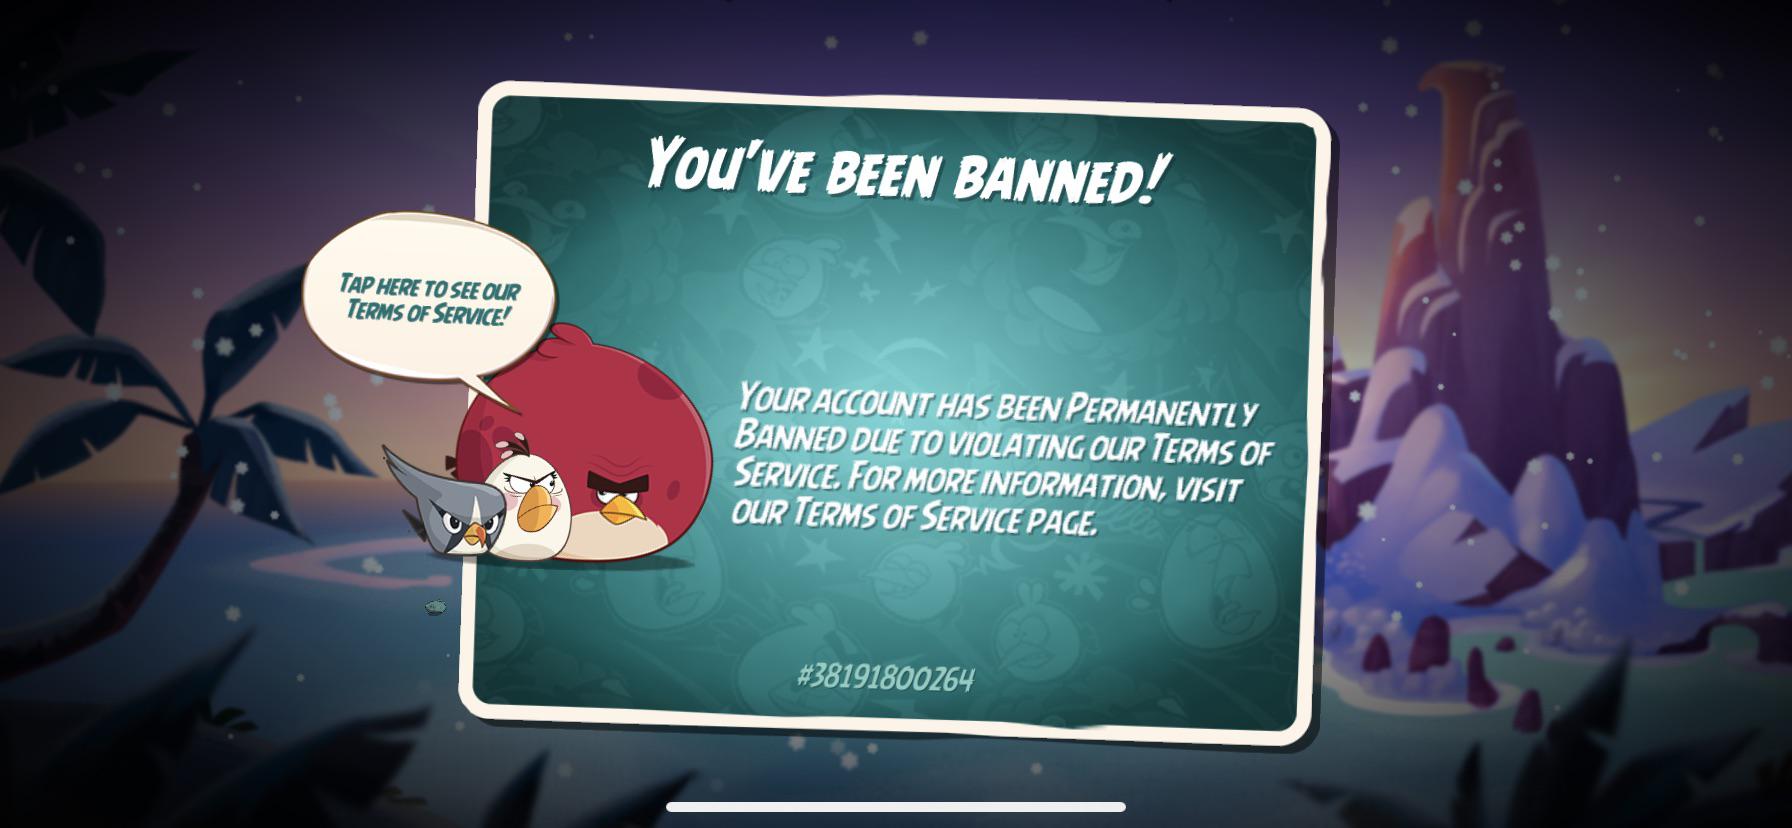 You've been banned!
Tap here to see our
Terms of Service!
Your account has been Permanently
Banned due to violating our Terms of
Service. For more information, visit
our Terms of Service page.
#38191800264